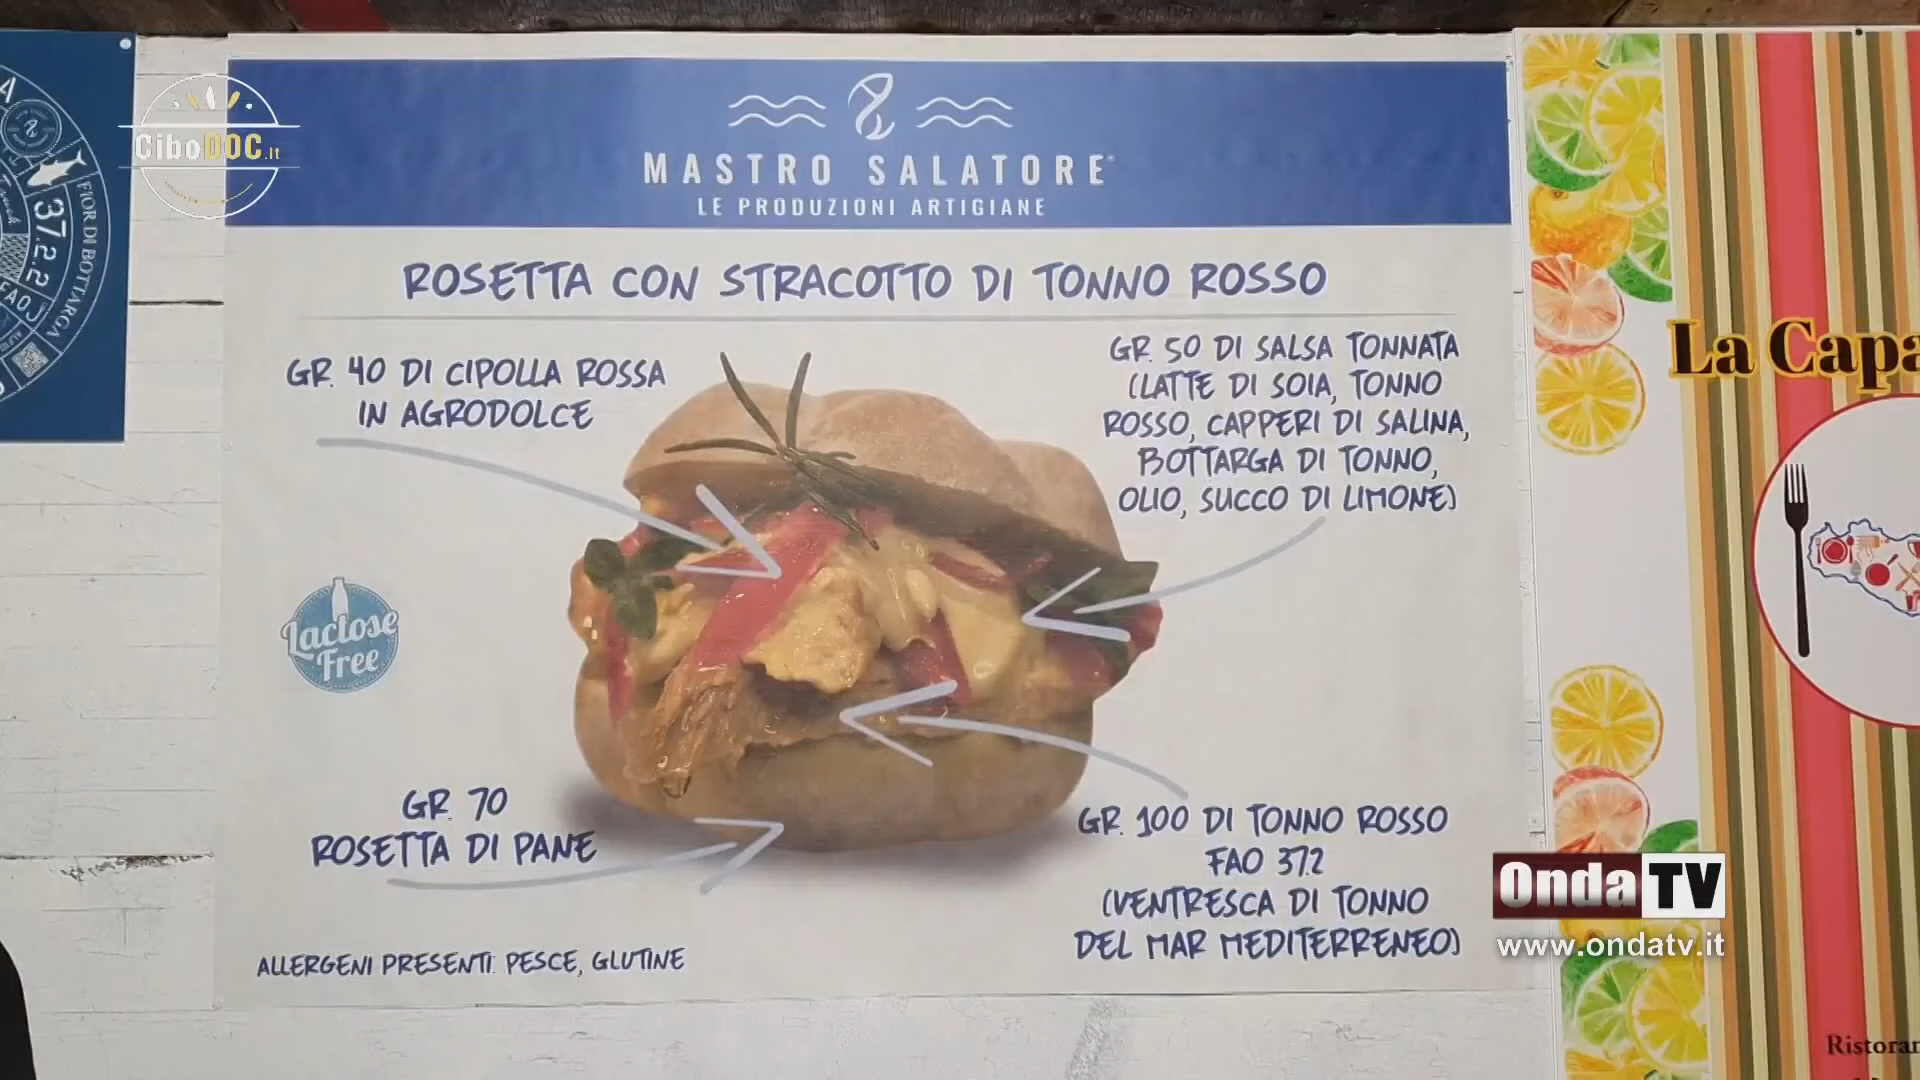 CiboDOC.it
A
FIOR DI BOTTARGA
37.2.2
FAO
MASTRO SALATORE
LE PRODUZIONI ARTIGIANE
ROSETTA CON STRACOTTO DI TONNO ROSSO
GR. 40 DI CIPOLLA ROSSA
IN AGRODOLCE
GR. 50 DI SALSA TONNATA
(LATTE DI SOIA, TONNO
ROSSO, CAPPERI DI SALINA,
BOTTARGA DI TONNO,
OLIO, SUCCO DI LIMONE)
Lactose
Free
GR. 70
ROSETTA DI PANE
GR. 100 DI TONNO ROSSO
FAO 37.2
(VENTRESCA DI TONNO
DEL MAR MEDITERRENEO)
ALLERGENI PRESENTI: PESCE, GLUTINE
La Capa
Ristoran
Onda TV
www.ondatv.it